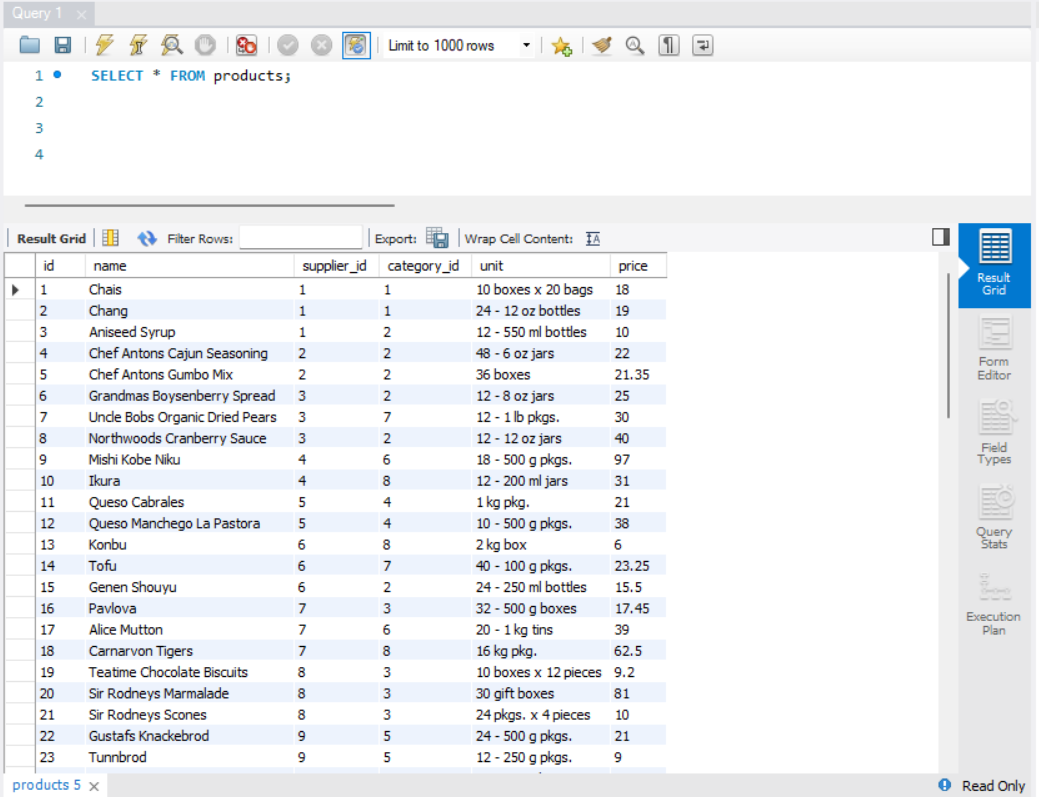 Query 1
Limit to 1000 rows
1 SELECT * FROM products;
2
3
4
Result Grid Filter Rows: Export: Wrap Cell Content:
id name supplier_id category_id unit price
1 Chais 1 1 10 boxes x 20 bags 18
2 Chang 1 1 24 - 12 oz bottles 19
3 Aniseed Syrup 1 2 12 - 550 ml bottles 10
4 Chef Antons Cajun Seasoning 2 2 48 - 6 oz jars 22
5 Chef Antons Gumbo Mix 2 2 36 boxes 21.35
6 Grandmas Boysenberry Spread 3 2 12 - 8 oz jars 25
7 Uncle Bobs Organic Dried Pears 3 7 12 - 1 lb pkgs. 30
8 Northwoods Cranberry Sauce 3 2 12 - 12 oz jars 40
9 Mishi Kobe Niku 4 6 18 - 500 g pkgs. 97
10 Ikura 4 8 12 - 200 ml jars 31
11 Queso Cabrales 5 4 1 kg pkg. 21
12 Queso Manchego La Pastora 5 4 10 - 500 g pkgs. 38
13 Konbu 6 8 2 kg box 6
14 Tofu 6 7 40 - 100 g pkgs. 23.25
15 Genen Shouyu 6 2 24 - 250 ml bottles 15.5
16 Pavlova 7 3 32 - 500 g boxes 17.45
17 Alice Mutton 7 6 20 - 1 kg tins 39
18 Carnarvon Tigers 7 8 16 kg pkg. 62.5
19 Teatime Chocolate Biscuits 8 3 10 boxes x 12 pieces 9.2
20 Sir Rodneys Marmalade 8 3 30 gift boxes 81
21 Sir Rodneys Scones 8 3 24 pkgs. x 4 pieces 10
22 Gustafs Knackebrod 9 5 24 - 500 g pkgs. 21
23 Tunnbrod 9 5 12 - 250 g pkgs. 9
Result
Grid
Form
Editor
Field
Types
Query
Stats
Execution
Plan
products 5
Read Only